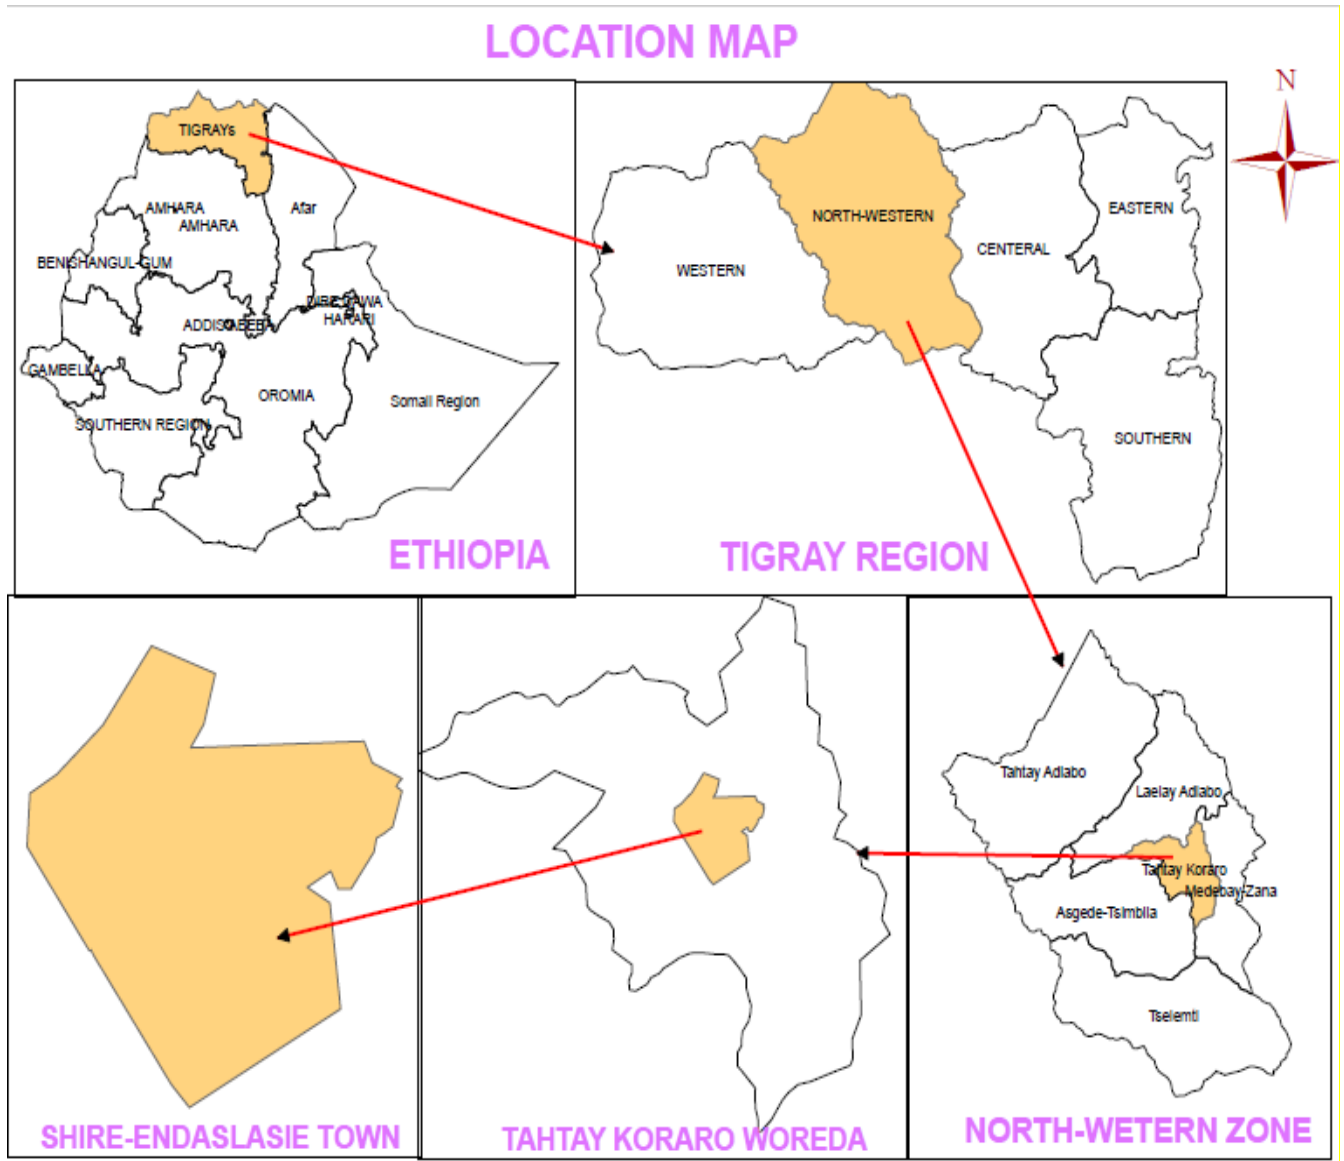 LOCATION MAP
N
TIGRAYs
AMHARA
AMHARA
Afar
BENISHANGUL-GUM
DIREDAWA
HARARI
ADDISABEBA
GAMBELLA
OROMIA
Somali Region
SOUTHERN REGION
ETHIOPIA
NORTH-WESTERN
EASTERN
CENTERAL
WESTERN
SOUTHERN
TIGRAY REGION
SHIRE-ENDASLASIE TOWN
TAHTAY KORARO WOREDA
Tahtay Adiabo
Laelay Adiabo
Tahtay Koraro
Medebay-Zana
Asgede-Tsimbila
Tselemti
NORTH-WETERN ZONE